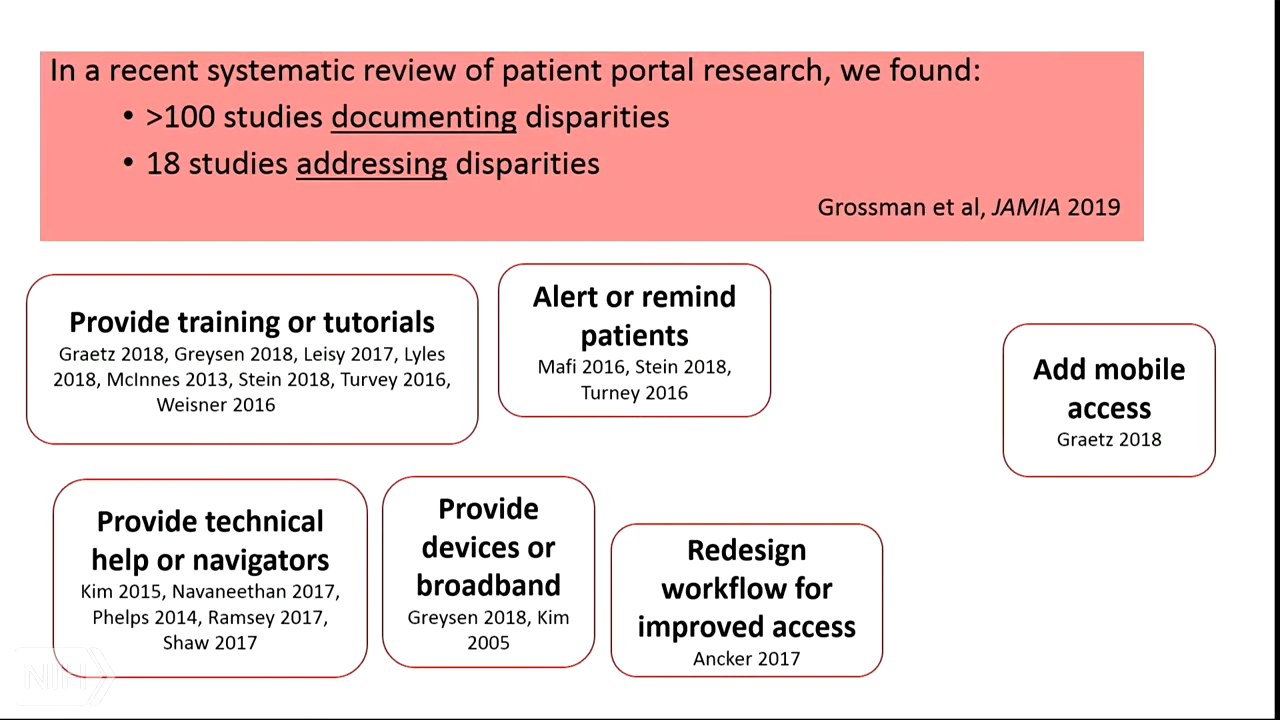 In a recent systematic review of patient portal research, we found:
• >100 studies documenting disparities
• 18 studies addressing disparities
Grossman et al, JAMIA 2019
Provide training or tutorials
Graetz 2018, Greysen 2018, Leisy 2017, Lyles
2018, McInnes 2013, Stein 2018, Turvey 2016,
Weisner 2016
Alert or remind
patients
Mafi 2016, Stein 2018,
Turney 2016
Add mobile
access
Graetz 2018
Provide technical
help or navigators
Kim 2015, Navaneethan 2017,
Phelps 2014, Ramsey 2017,
Shaw 2017
Provide
devices or
broadband
Greysen 2018, Kim
2005
Redesign
workflow for
improved access
Ancker 2017
NIH